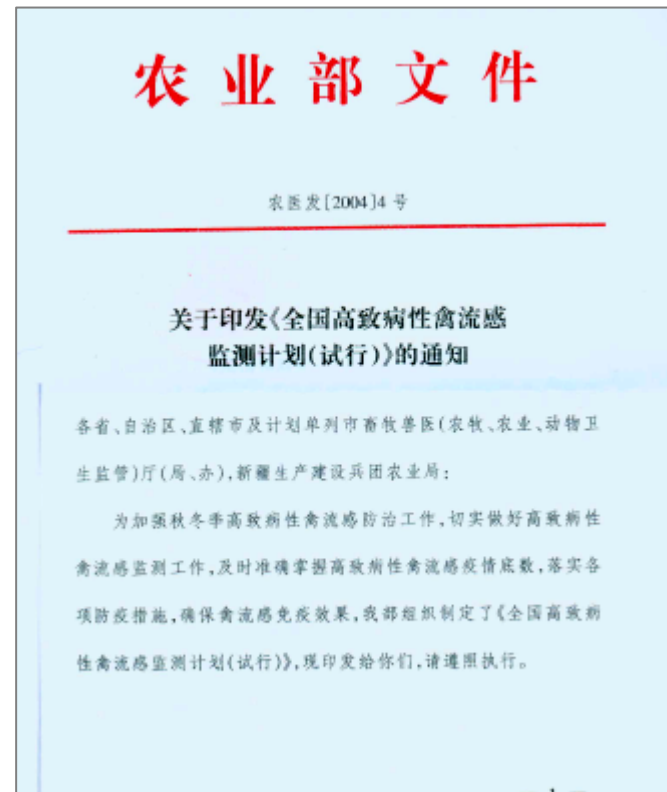 农业部文件
农医发[2004]4 号
关于印发《全国高致病性禽流感
监测计划(试行)》的通知
各省、自治区、直辖市及计划单列市畜牧兽医(农牧、农业、动物卫
生监管)厅(局、办),新疆生产建设兵团农业局:
为加强秋冬季高致病性禽流感防治工作,切实做好高致病性
禽流感监测工作,及时准确掌握高致病性禽流感疫情底数,落实各
项防疫措施,确保禽流感免疫效果,我部组织制定了《全国高致病
性禽流感监测计划(试行)》,现印发给你们,请遵照执行。